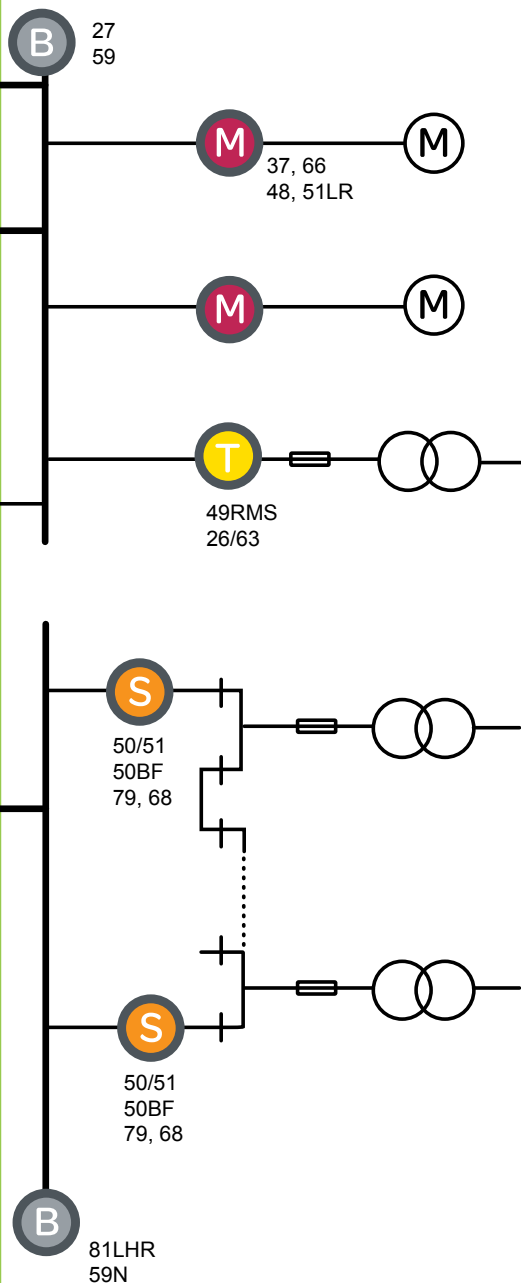 B
27
59
M
M
37, 66
48, 51LR
M
M
T
49RMS
26/63
S
50/51
50BF
79, 68
S
50/51
50BF
79, 68
B
81LHR
59N